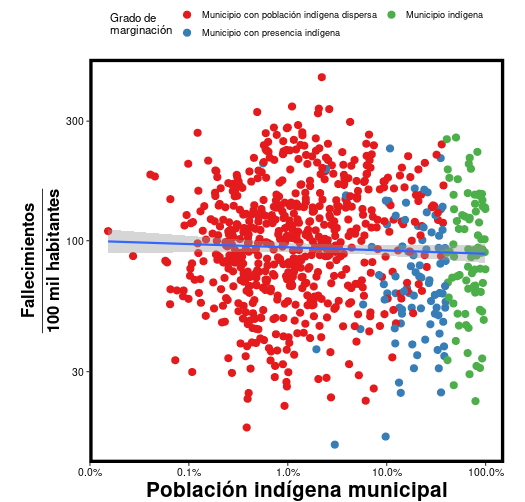 Grado de
marginación
Municipio con población indígena dispersa
Municipio indígena
Municipio con presencia indígena
Fallecimientos
100 mil habitantes
300
100
30
0.0%
0.1%
1.0%
10.0%
100.0%
Población indígena municipal